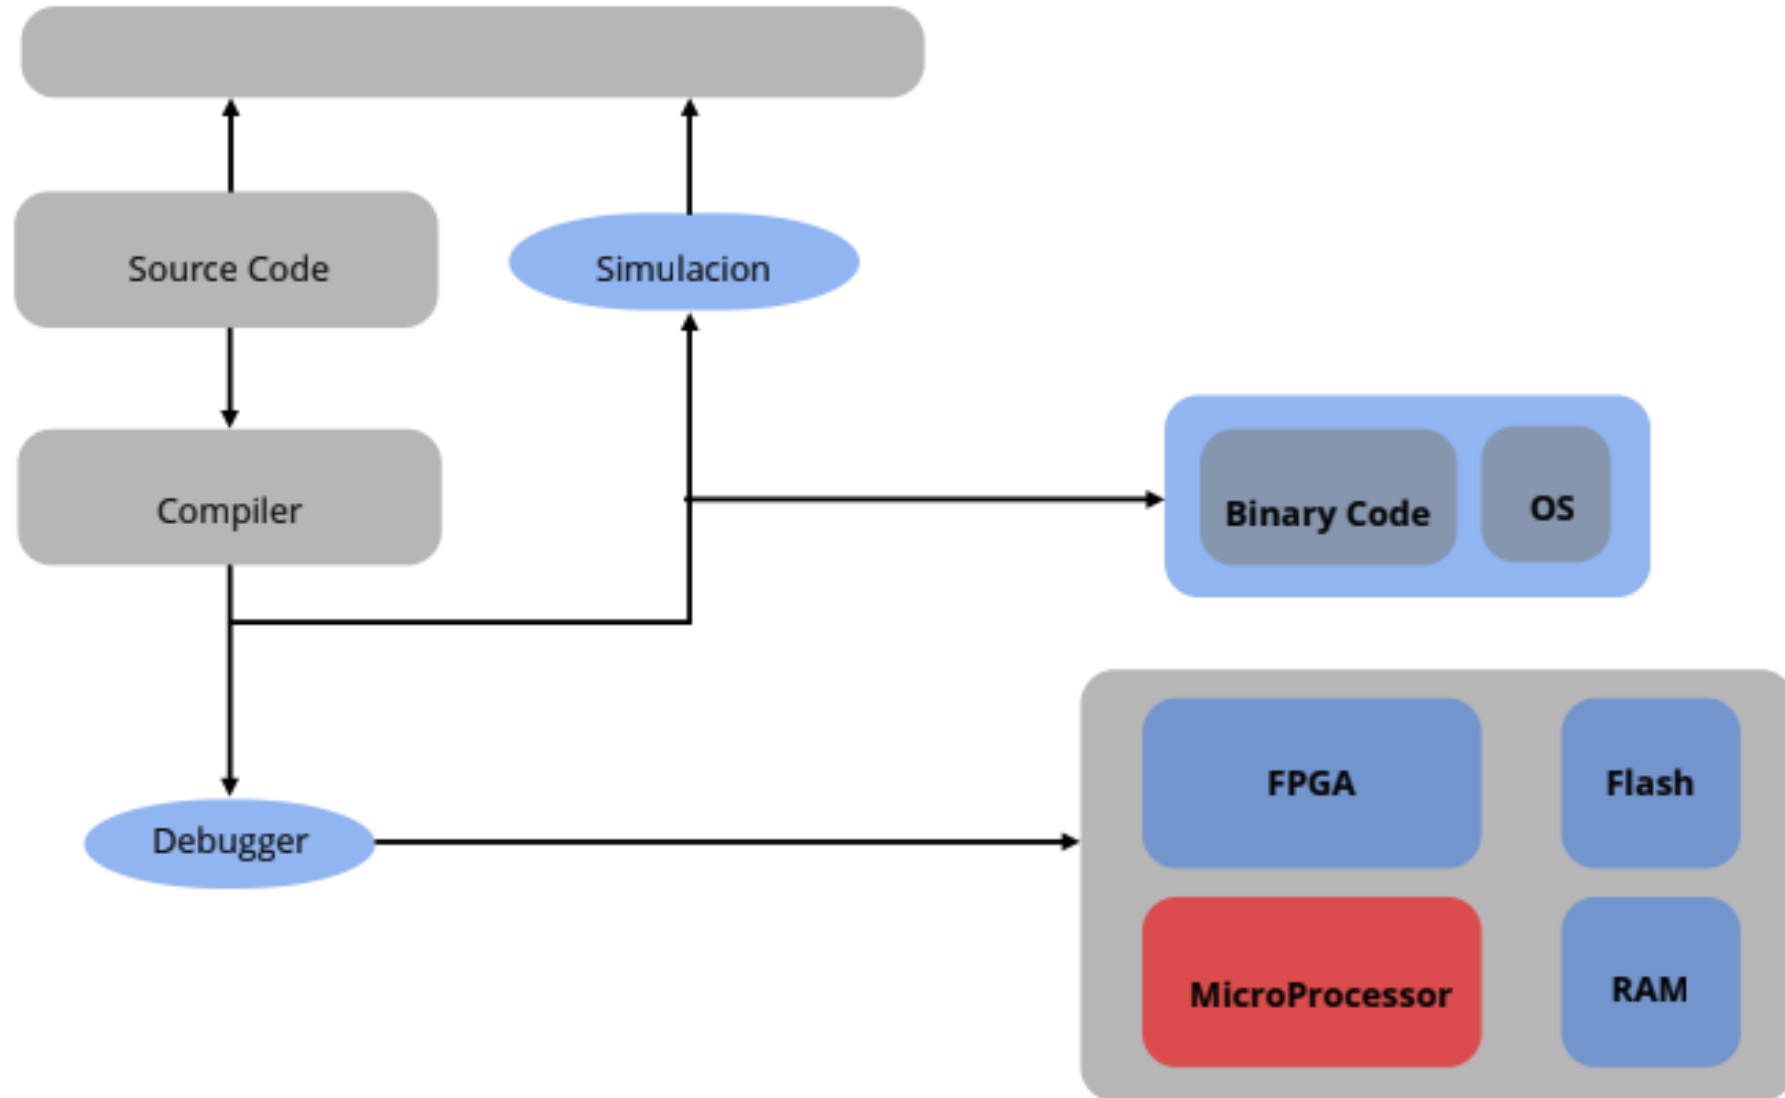 Source Code
Simulacion
Compiler
Binary Code
OS
Debugger
FPGA
Flash
MicroProcessor
RAM